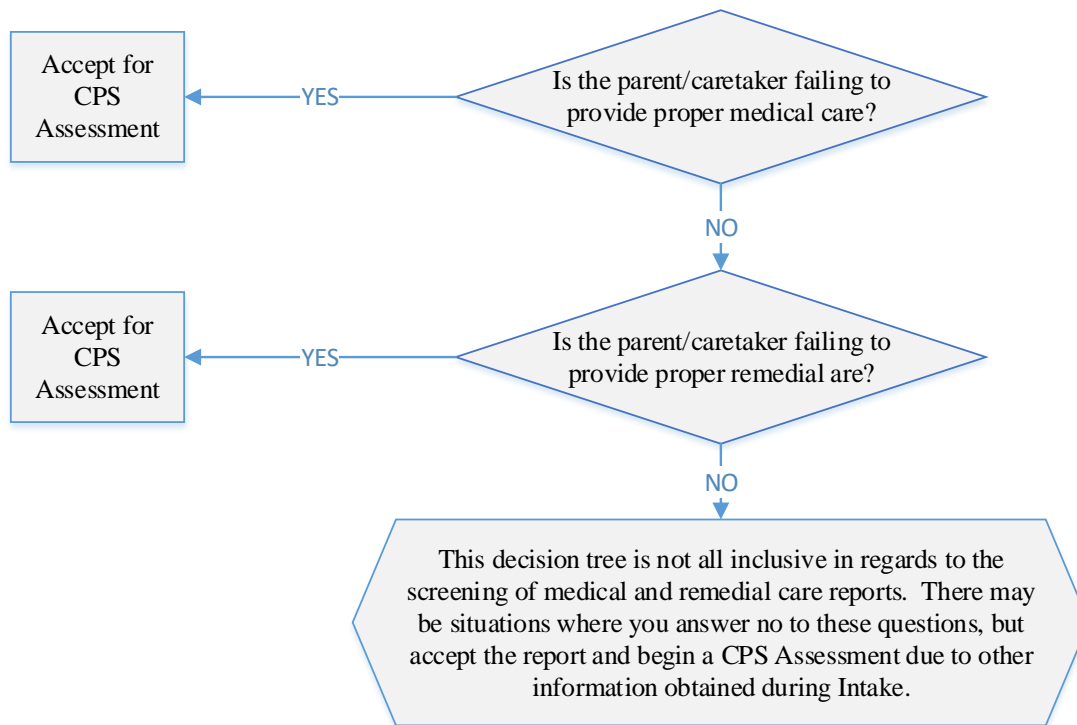 Accept for
CPS
Assessment
YES
Is the parent/caretaker failing to
provide proper medical care?
NO
Accept for
CPS
Assessment
YES
Is the parent/caretaker failing to
provide proper remedial are?
NO
This decision tree is not all inclusive in regards to the
screening of medical and remedial care reports.  There may
be situations where you answer no to these questions, but
accept the report and begin a CPS Assessment due to other
information obtained during Intake.